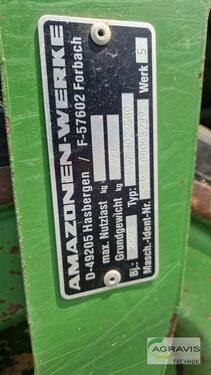 AMAZONEN-WERKE
D-49205 Hasbergen / F-57602 Forbach
max. Nutzlast kg
Grundgewicht kg Typ:
Bj.: Masch.-Ident-Nr. Werk 5
AGRAVIS
TECHNIK